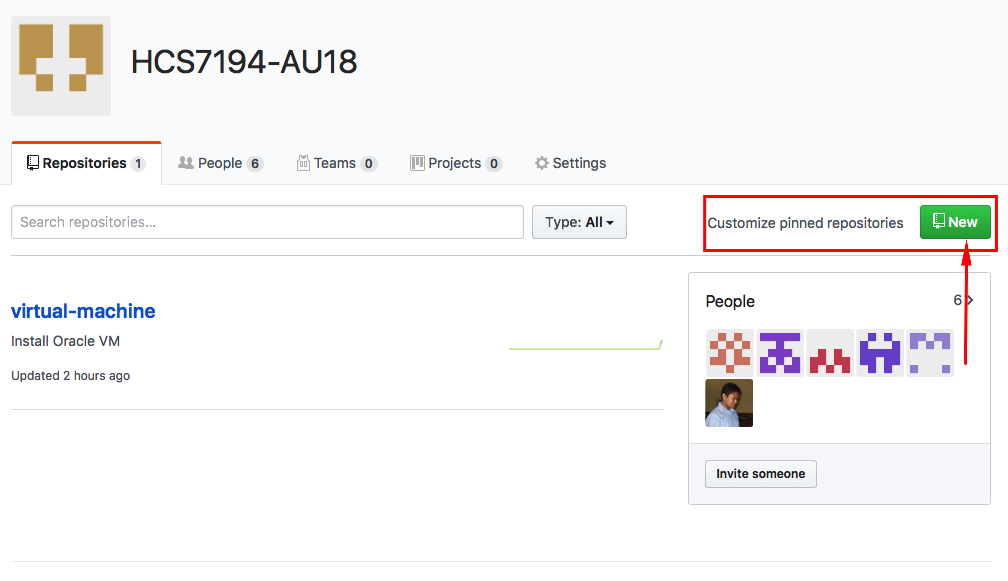 HCS7194-AU18
Repositories 1 People 6 Teams 0 Projects 0 Settings
Search repositories... Type: All Customize pinned repositories New
virtual-machine
Install Oracle VM
Updated 2 hours ago
People 6
Invite someone